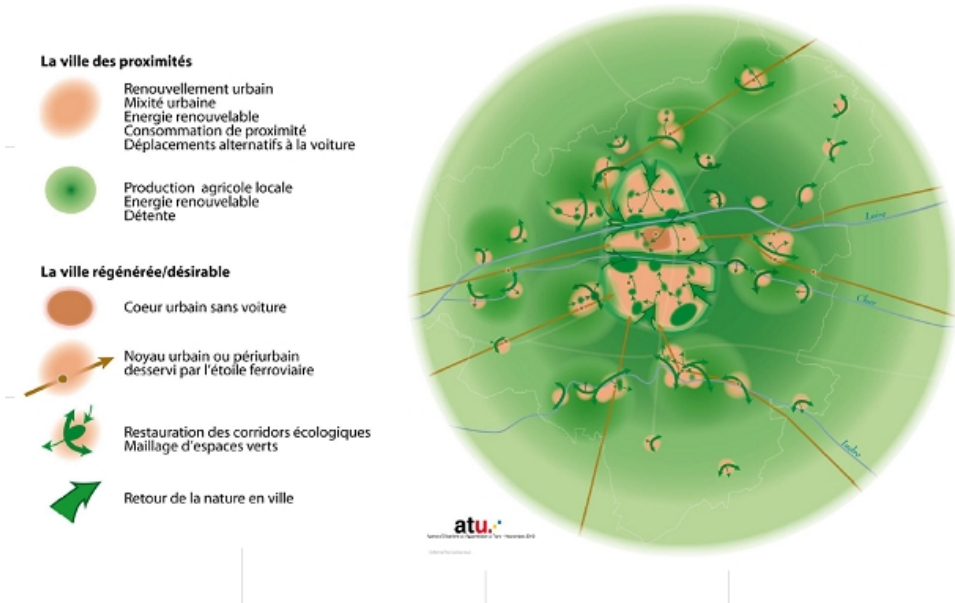 La ville des proximités
Renouvellement urbain
Mixité urbaine
Energie renouvelable
Consommation de proximité
Déplacements alternatifs à la voiture
Production agricole locale
Energie renouvelable
Détente
La ville régénérée/désirable
Coeur urbain sans voiture
Noyau urbain ou périurbain
desservi par l'étoile ferroviaire
Restauration des corridors écologiques
Maillage d'espaces verts
Retour de la nature en ville
Loire
Cher
Indre
atu.